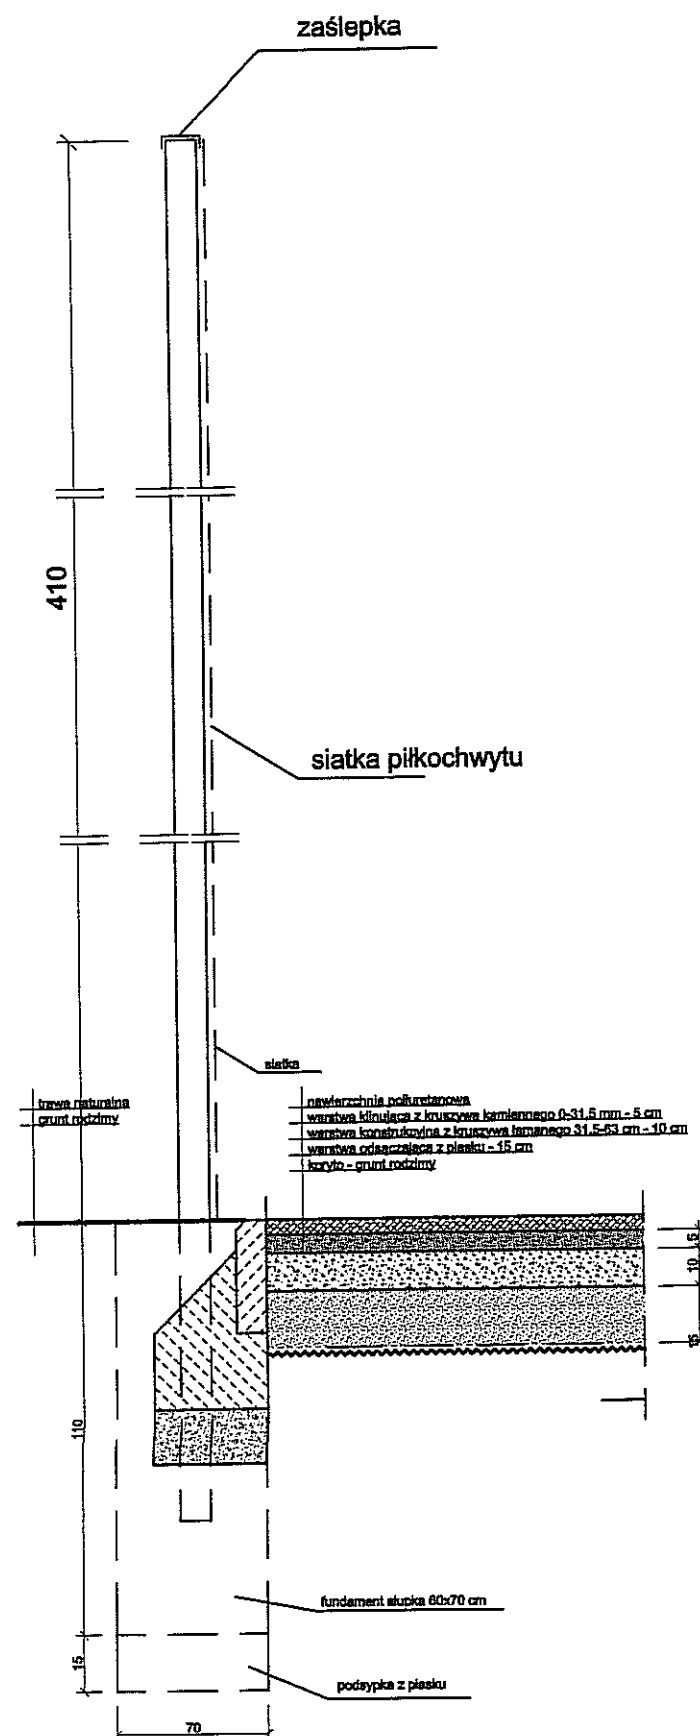 zaślepka
410
siatka piłkochwytu
siatka
trawa naturalna
grunt rodzimy
nawierzchnia poliuretanowa
warstwa klinująca z kruszywa kamiennego 0-31,5 mm - 5 cm
warstwa konstrukcyjna z kruszywa łamanego 31,5-63 cm - 10 cm
warstwa odsączająca z piasku - 15 cm
koryto - grunt rodzimy
5
10
15
110
fundament słupka 60x70 cm
15
podsypka z piasku
70